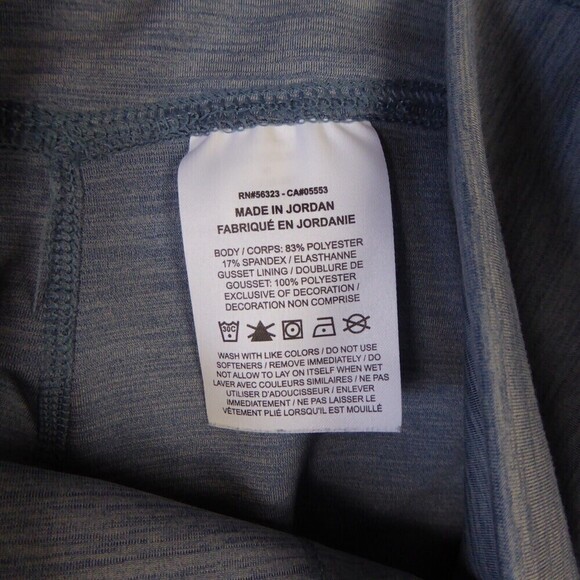 RN#56323 - CA#05553
MADE IN JORDAN
FABRIQUÉ EN JORDANIE
BODY / CORPS: 83% POLYESTER
17% SPANDEX / ELASTHANNE
GUSSET LINING / DOUBLURE DE
GOUSSET: 100% POLYESTER
EXCLUSIVE OF DECORATION /
DECORATION NON COMPRISE
30C
WASH WITH LIKE COLORS / DO NOT USE
SOFTENERS / REMOVE IMMEDIATELY / DO
NOT ALLOW TO LAY ON ITSELF WHEN WET
LAVER AVEC COULEURS SIMILAIRES / NE PAS
UTILISER D'ADOUCISSEUR / ENLEVER
IMMÉDIATEMENT / NE PAS LAISSER LE
VÊTEMENT PLIÉ LORSQU'IL EST MOUILLÉ